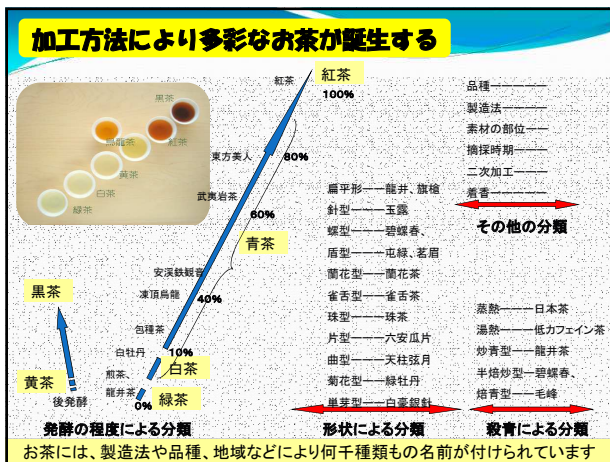 加工方法により多彩なお茶が誕生する
黒茶
烏龍茶
紅茶
黄茶
白茶
緑茶
紅茶
紅茶
100%
東方美人
80%
武夷岩茶
60%
青茶
安渓鉄観音
凍頂烏龍
40%
包種茶
白牡丹
10%
白茶
煎茶、
龍井茶
0%
緑茶
黒茶
黄茶
後発酵
発酵の程度による分類
扁平形――龍井、旗槍
針型――玉露
螺型――碧螺春、
盾型――屯緑、茗眉
蘭花型――蘭花茶
雀舌型――雀舌茶
珠型――珠茶
片型――六安瓜片
曲型――天柱弦月
菊花型――緑牡丹
単芽型――白豪銀針
形状による分類
品種―――――
製造法――――
素材の部位――
摘採時期―――
二次加工―――
着香―――――
その他の分類
蒸熱――日本茶
湯熱――低カフェイン茶
炒青型――龍井茶
半焙炒型―碧螺春、
焙青型――毛峰
殺青による分類
お茶には、製造法や品種、地域などにより何千種類もの名前が付けられています